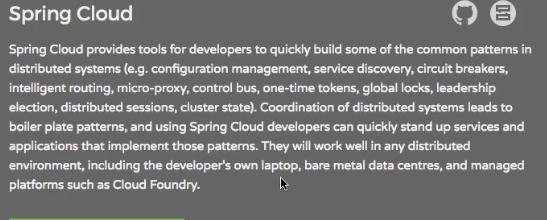 Spring Cloud
Spring Cloud provides tools for developers to quickly build some of the common patterns in
distributed systems (e.g. configuration management, service discovery, circuit breakers,
intelligent routing, micro-proxy, control bus, one-time tokens, global locks, leadership
election, distributed sessions, cluster state). Coordination of distributed systems leads to
boiler plate patterns, and using Spring Cloud developers can quickly stand up services and
applications that implement those patterns. They will work well in any distributed
environment, including the developer's own laptop, bare metal data centres, and managed
platforms such as Cloud Foundry.